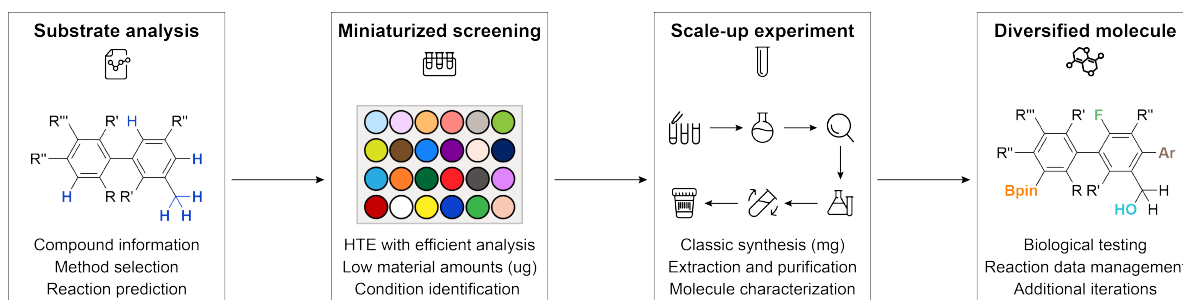 Substrate analysis
R''' R' H R''
R'' H
H R R' H
H H
Compound information
Method selection
Reaction prediction
Miniaturized screening
HTE with efficient analysis
Low material amounts (ug)
Condition identification
Scale-up experiment
Classic synthesis (mg)
Extraction and purification
Molecule characterization
Diversified molecule
R''' R' F R''
R'' Ar
Bpin R R' H
HO H
Biological testing
Reaction data management
Additional iterations